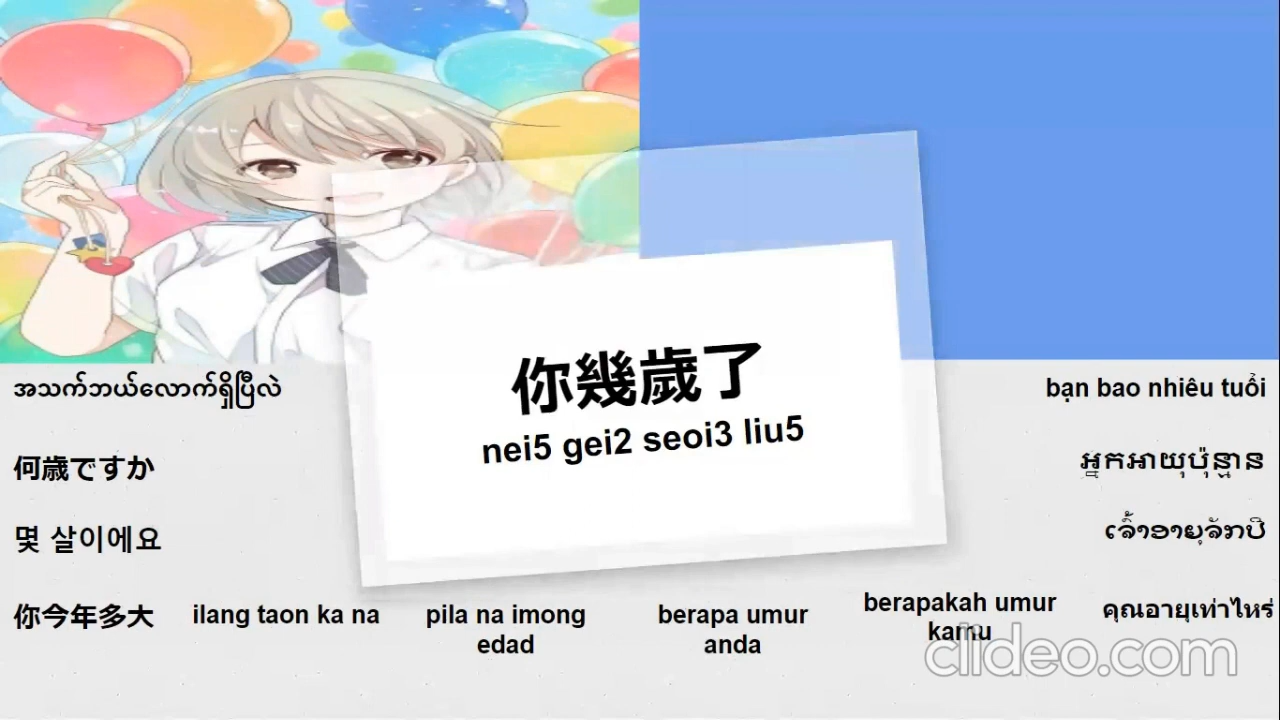 你幾歲了
nei5 gei2 seoi3 liu5
အသက်ဘယ်လောက်ရှိပြီလဲ
何歳ですか
몇 살이에요
你今年多大
ilang taon ka na
pila na imong
edad
berapa umur
anda
berapakah umur
kamu
bạn bao nhiêu tuổi
អ្នកអាយុប៉ុន្មាន
ເຈົ້າອາຍຸຈັກປີ
คุณอายุเท่าไหร่
clideo.com